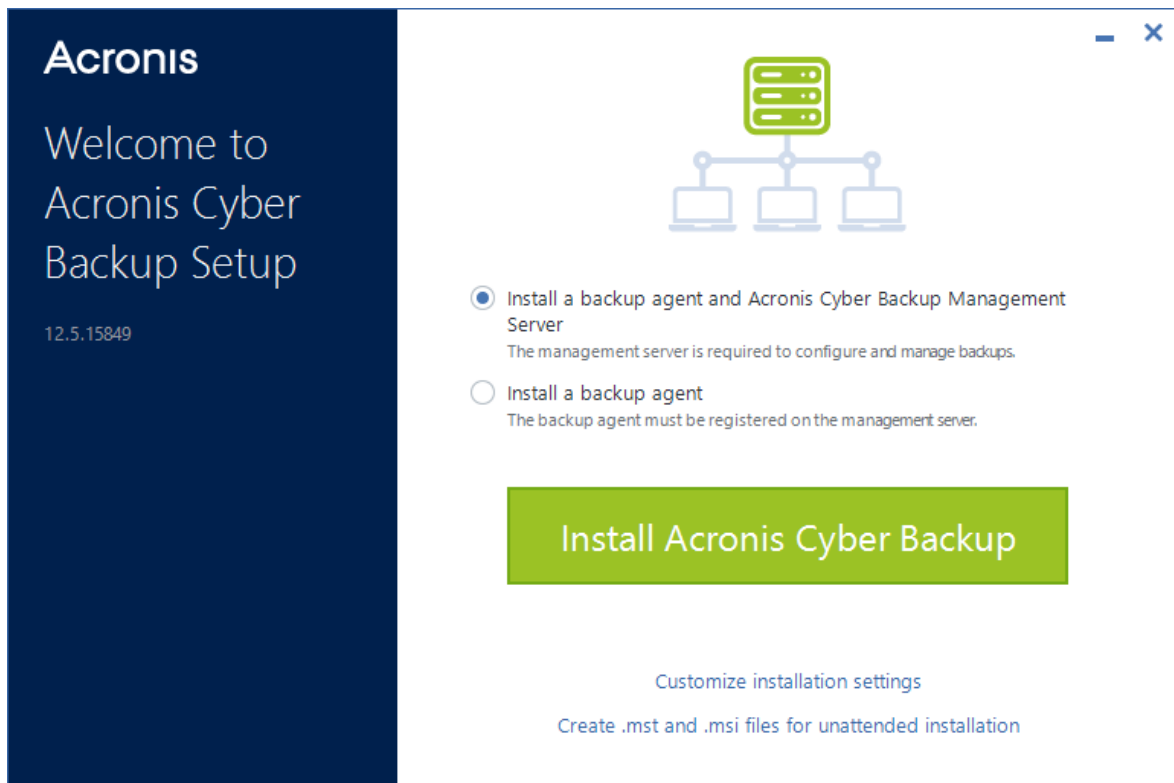 Acronis
Welcome to
Acronis Cyber
Backup Setup
12.5.15849
Install a backup agent and Acronis Cyber Backup Management
Server
The management server is required to configure and manage backups.
Install a backup agent
The backup agent must be registered on the management server.
Install Acronis Cyber Backup
Customize installation settings
Create .mst and .msi files for unattended installation